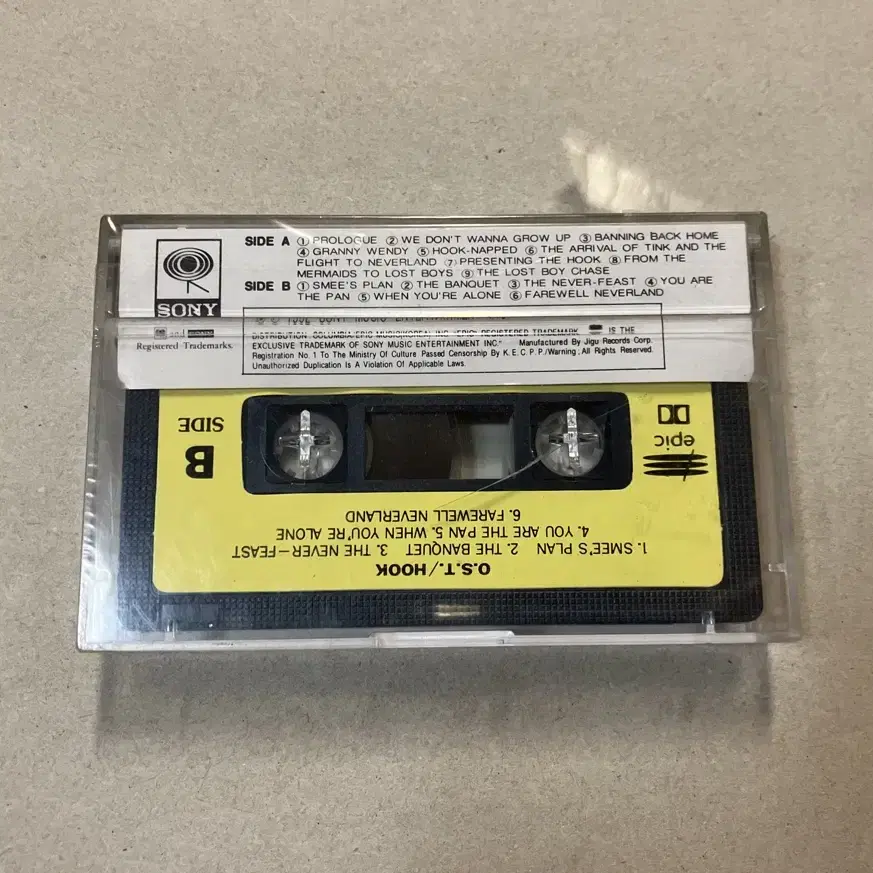 SIDE A ① PROLOGUE ② WE DON'T WANNA GROW UP ③ BANNING BACK HOME
④ GRANNY WENDY ⑤ HOOK-NAPPED ⑥ THE ARRIVAL OF TINK AND THE
FLIGHT TO NEVERLAND ⑦ PRESENTING THE HOOK ⑧ FROM THE
MERMAIDS TO LOST BOYS ⑨ THE LOST BOY CHASE
SIDE B ① SMEE'S PLAN ② THE BANQUET ③ THE NEVER-FEAST ④ YOU ARE
THE PAN ⑤ WHEN YOU'RE ALONE ⑥ FAREWELL NEVERLAND
SONY
Registered Trademarks.
DISTRIBUTION. COLUMBIA/EPIC MUSIC(KOREA) INC. "EPIC" REGISTERED TRADEMARK IS THE
EXCLUSIVE TRADEMARK OF SONY MUSIC ENTERTAINMENT INC." Manufactured By Jigu Records Corp.
Registration No. 1 To The Ministry Of Culture Passed Censorship By K.E.C.P.P./Warning. All Rights Reserved.
Unauthorized Duplication Is A Violation Of Applicable Laws.
O.S.T./HOOK
1. SMEE'S PLAN 2. THE BANQUET 3. THE NEVER-FEAST
4. YOU ARE THE PAN 5. WHEN YOU'RE ALONE
6. FAREWELL NEVERLAND
epic
B
SIDE